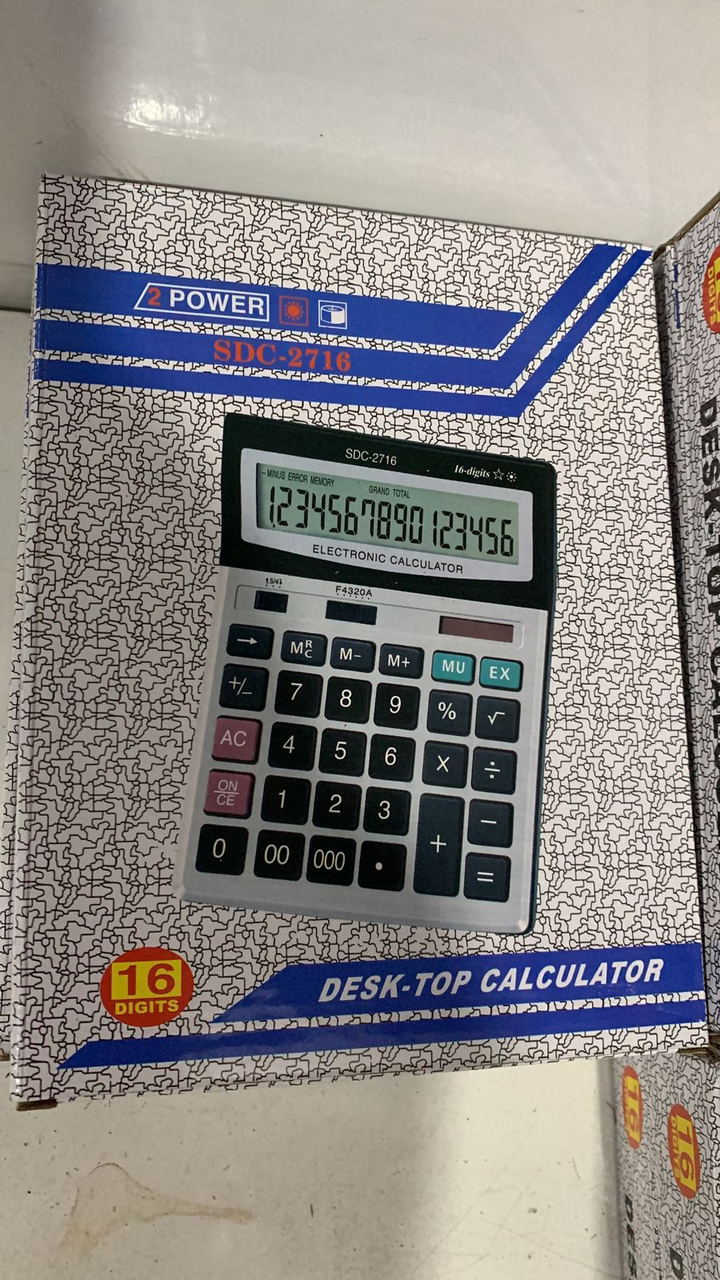 2 POWER
SDC-2716
SDC-2716
16-digits
-MINUS ERROR MEMORY
GRAND TOTAL
1234567890123456
ELECTRONIC CALCULATOR
F4320A
→ MRC M- M+ MU EX
+/- 7 8 9 % √
AC 4 5 6 X ÷
ON/CE 1 2 3 + −
0 00 000 . =
16
DIGITS
DESK-TOP CALCULATOR
DIGITS
DESK-TOP
16
16